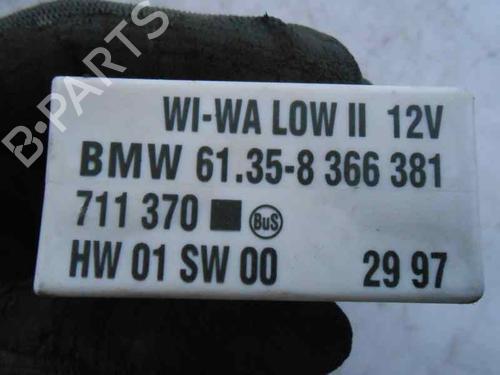 B-PARTS
WI-WA LOW II 12V
BMW 61.35-8 366 381
711 370 BuS
HW 01 SW 00 29 97